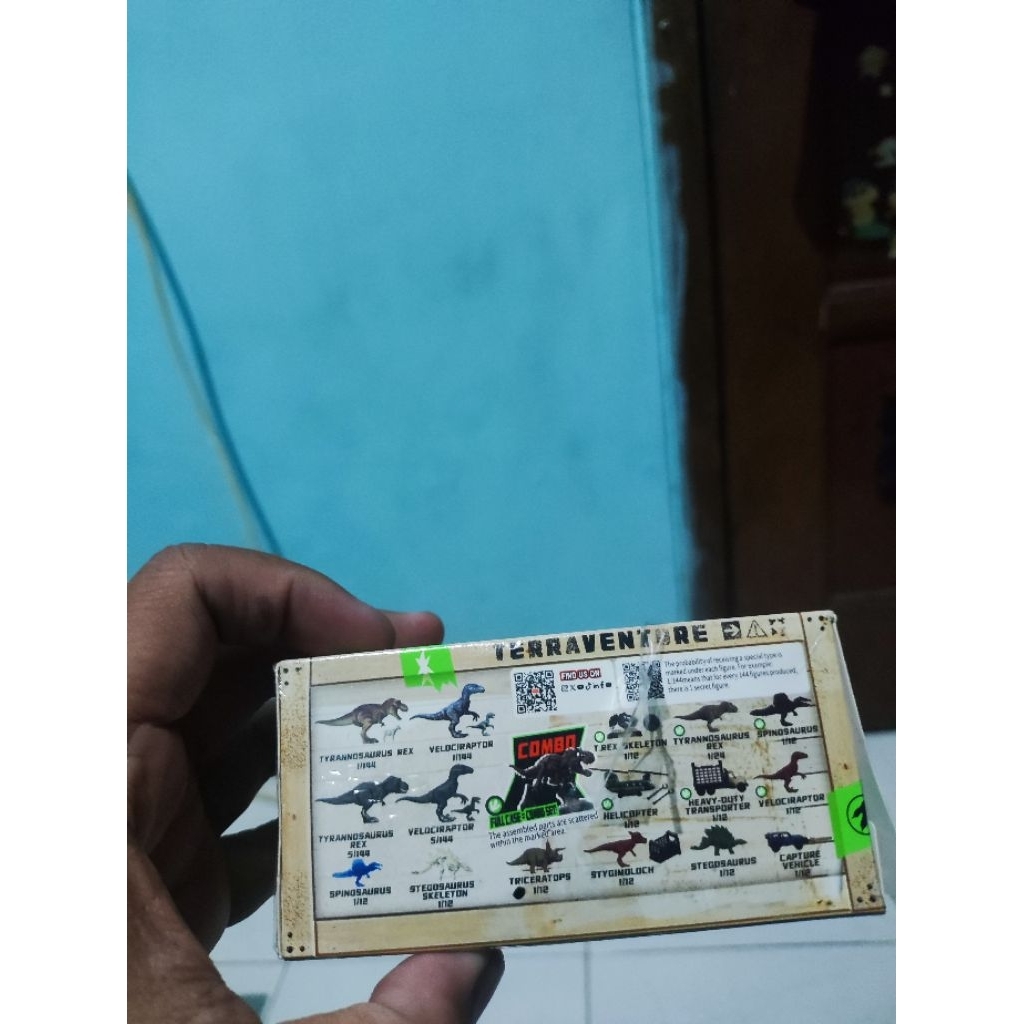 TERRAVENTURE
FIND US ON
The probability of receiving a special type is
marked under each figure. For example:
1:144 means that for every 144 figures produced,
there is 1 secret figure.
TYRANNOSAURUS REX
1/144
VELOCIRAPTOR
1/144
COMBO
T.REX SKELETON
1/12
TYRANNOSAURUS
REX
1/24
SPINOSAURUS
1/12
TYRANNOSAURUS
REX
5/144
VELOCIRAPTOR
5/144
FULL CASE = COMBO SET!
The assembled parts are scattered
within the market area.
HELICOPTER
1/12
HEAVY-DUTY
TRANSPORTER
1/12
VELOCIRAPTOR
1/12
SPINOSAURUS
1/12
STEGOSAURUS
SKELETON
1/12
TRICERATOPS
1/12
STYGIMOLOCH
1/12
STEGOSAURUS
1/12
CAPTURE
VEHICLE
1/12